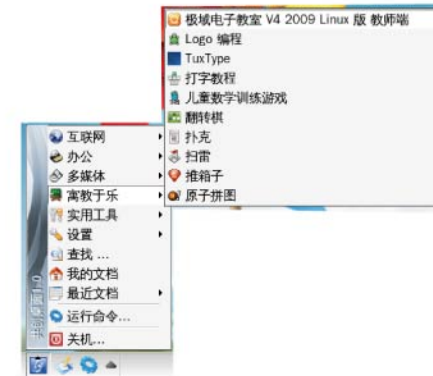 极域电子教室 V4 2009 Linux 版 教师端
Logo 编程
TuxType
打字教程
儿童数学训练游戏
翻转棋
扑克
扫雷
推箱子
原子拼图
互联网
办公
多媒体
寓教于乐
实用工具
设置
查找 ...
我的文档
最近文档
运行命令...
关机...